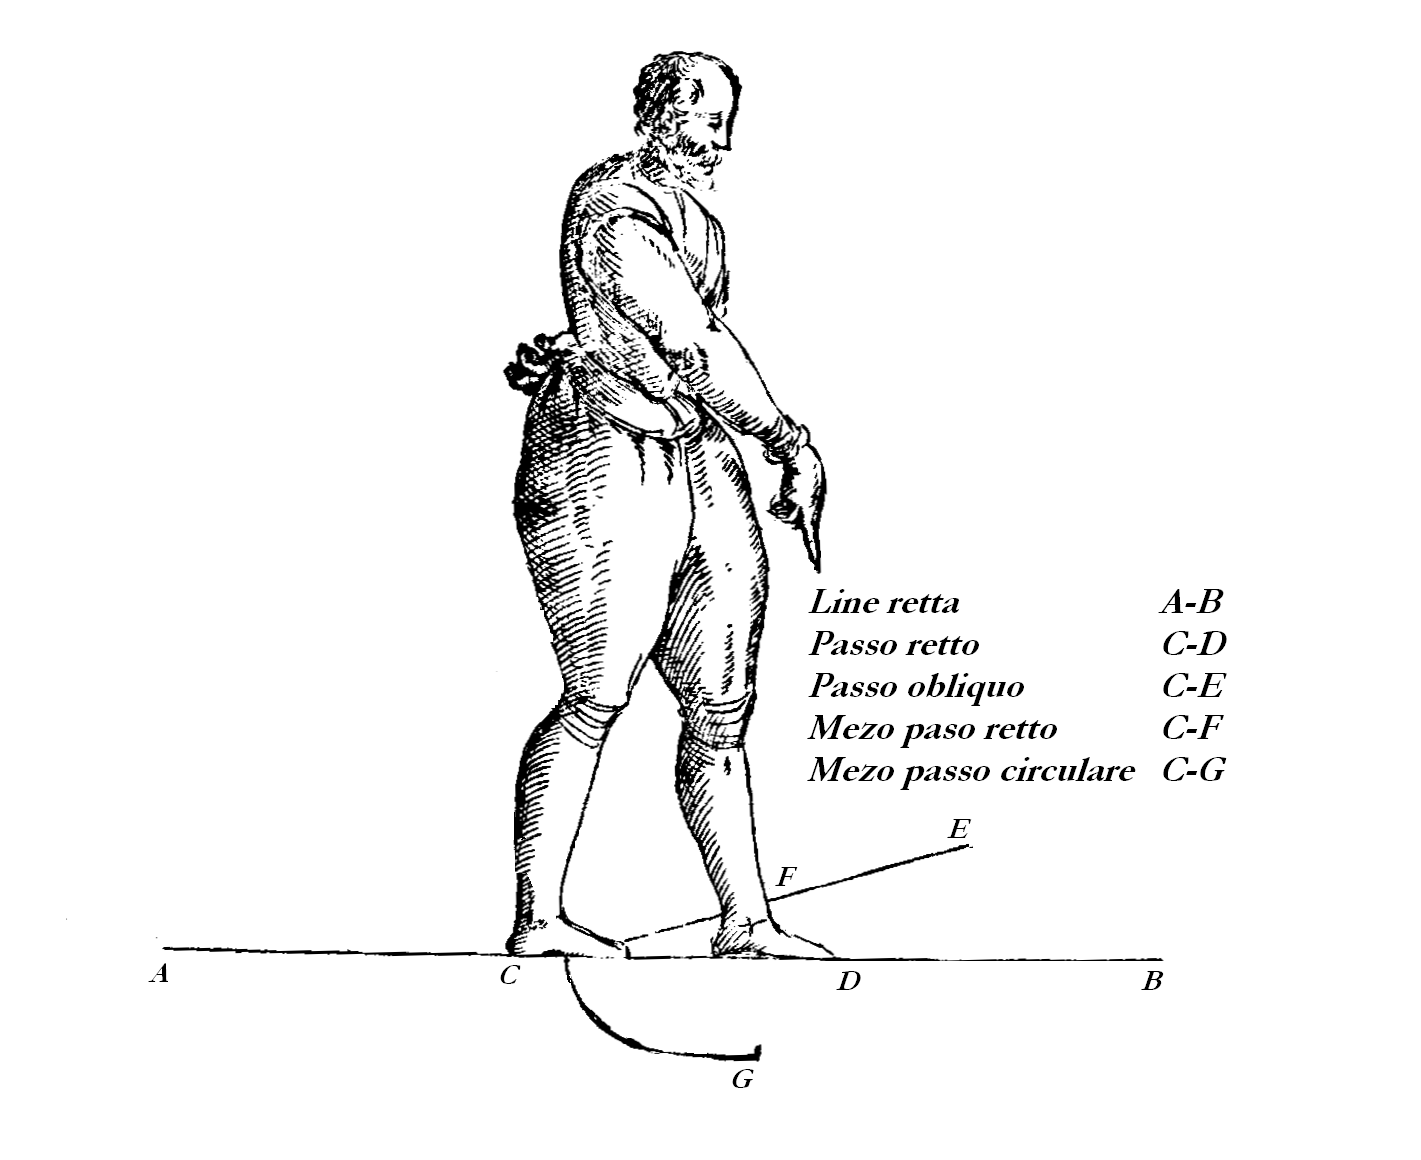 Line retta A-B
Passo retto C-D
Passo obliquo C-E
Mezo paso retto C-F
Mezo passo circulare C-G
E
F
A C D B
G